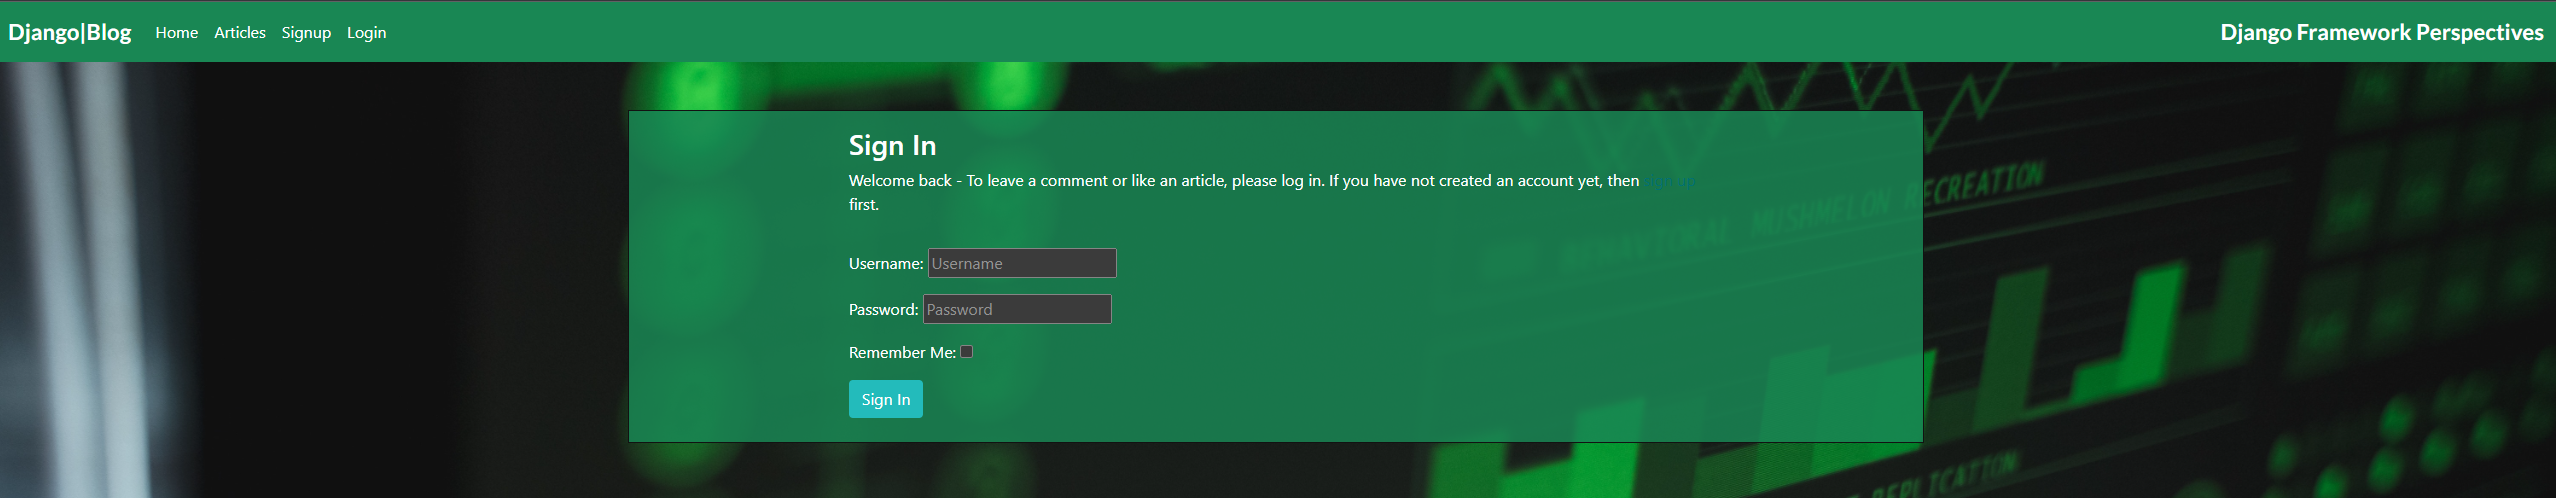 Django|Blog Home Articles Signup Login Django Framework Perspectives
Sign In
Welcome back - To leave a comment or like an article, please log in. If you have not created an account yet, then sign up
first.
BEHAVIORAL MUSHMELON RECREATION
Username: Username
Password: Password
Remember Me:
Sign In
REPLICATION